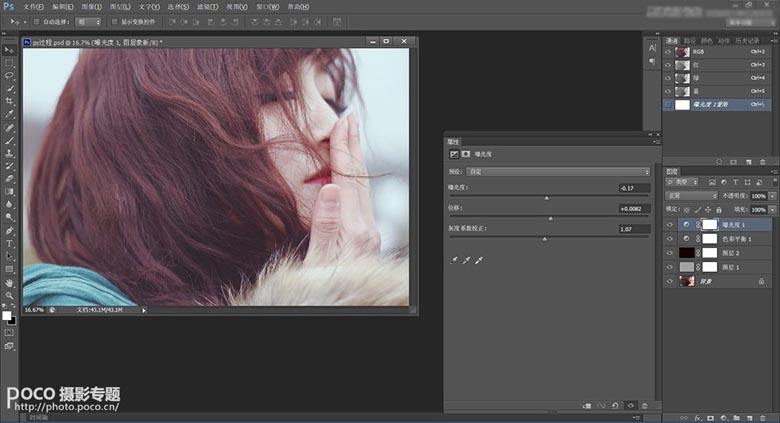 Ps 文件(F) 编辑(E) 图像(I) 图层(L) 文字(Y) 选择(S) 滤镜(T) 视图(V) 窗口(W) 帮助(H)
自动选择: 组 显示变换控件
ps过程.psd @ 16.7% (曝光度 1, 图层蒙版/8) *
16.67% 文档:43.1M/43.1M
属性
曝光度
预设: 自定
曝光度: -0.17
位移: +0.0082
灰度系数校正: 1.07
通道 路径 颜色 动作 历史记录
RGB Ctrl+2
红 Ctrl+3
绿 Ctrl+4
蓝 Ctrl+5
曝光度 1蒙版 Ctrl+\
图层
类型
正常 不透明度: 100%
锁定: 填充: 100%
曝光度 1
色彩平衡 1
图层 2
图层 1
背景
poco 摄影专题
http://photo.poco.cn/
时间轴